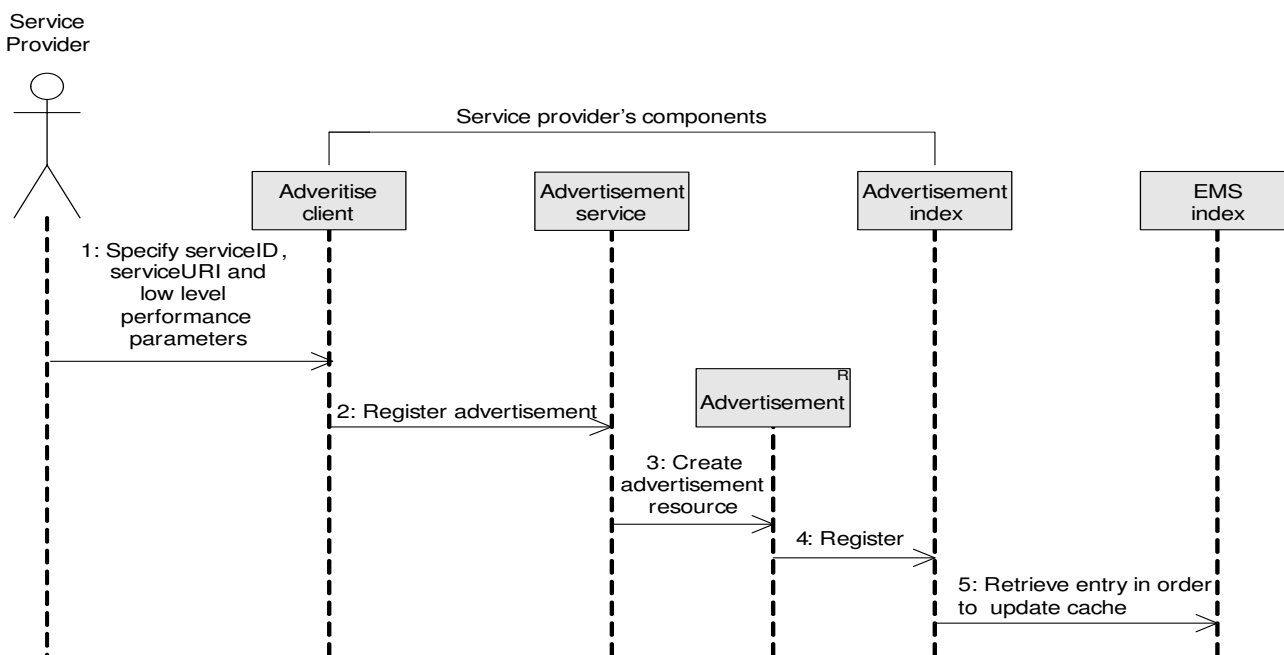 Service
Provider
Service provider's components
Adveritise
client
Advertisement
service
Advertisement
index
EMS
index
1: Specify serviceID,
serviceURI and
low level
performance
parameters
R
Advertisement
2: Register advertisement
3: Create
advertisement
resource
4: Register
5: Retrieve entry in order
to update cache